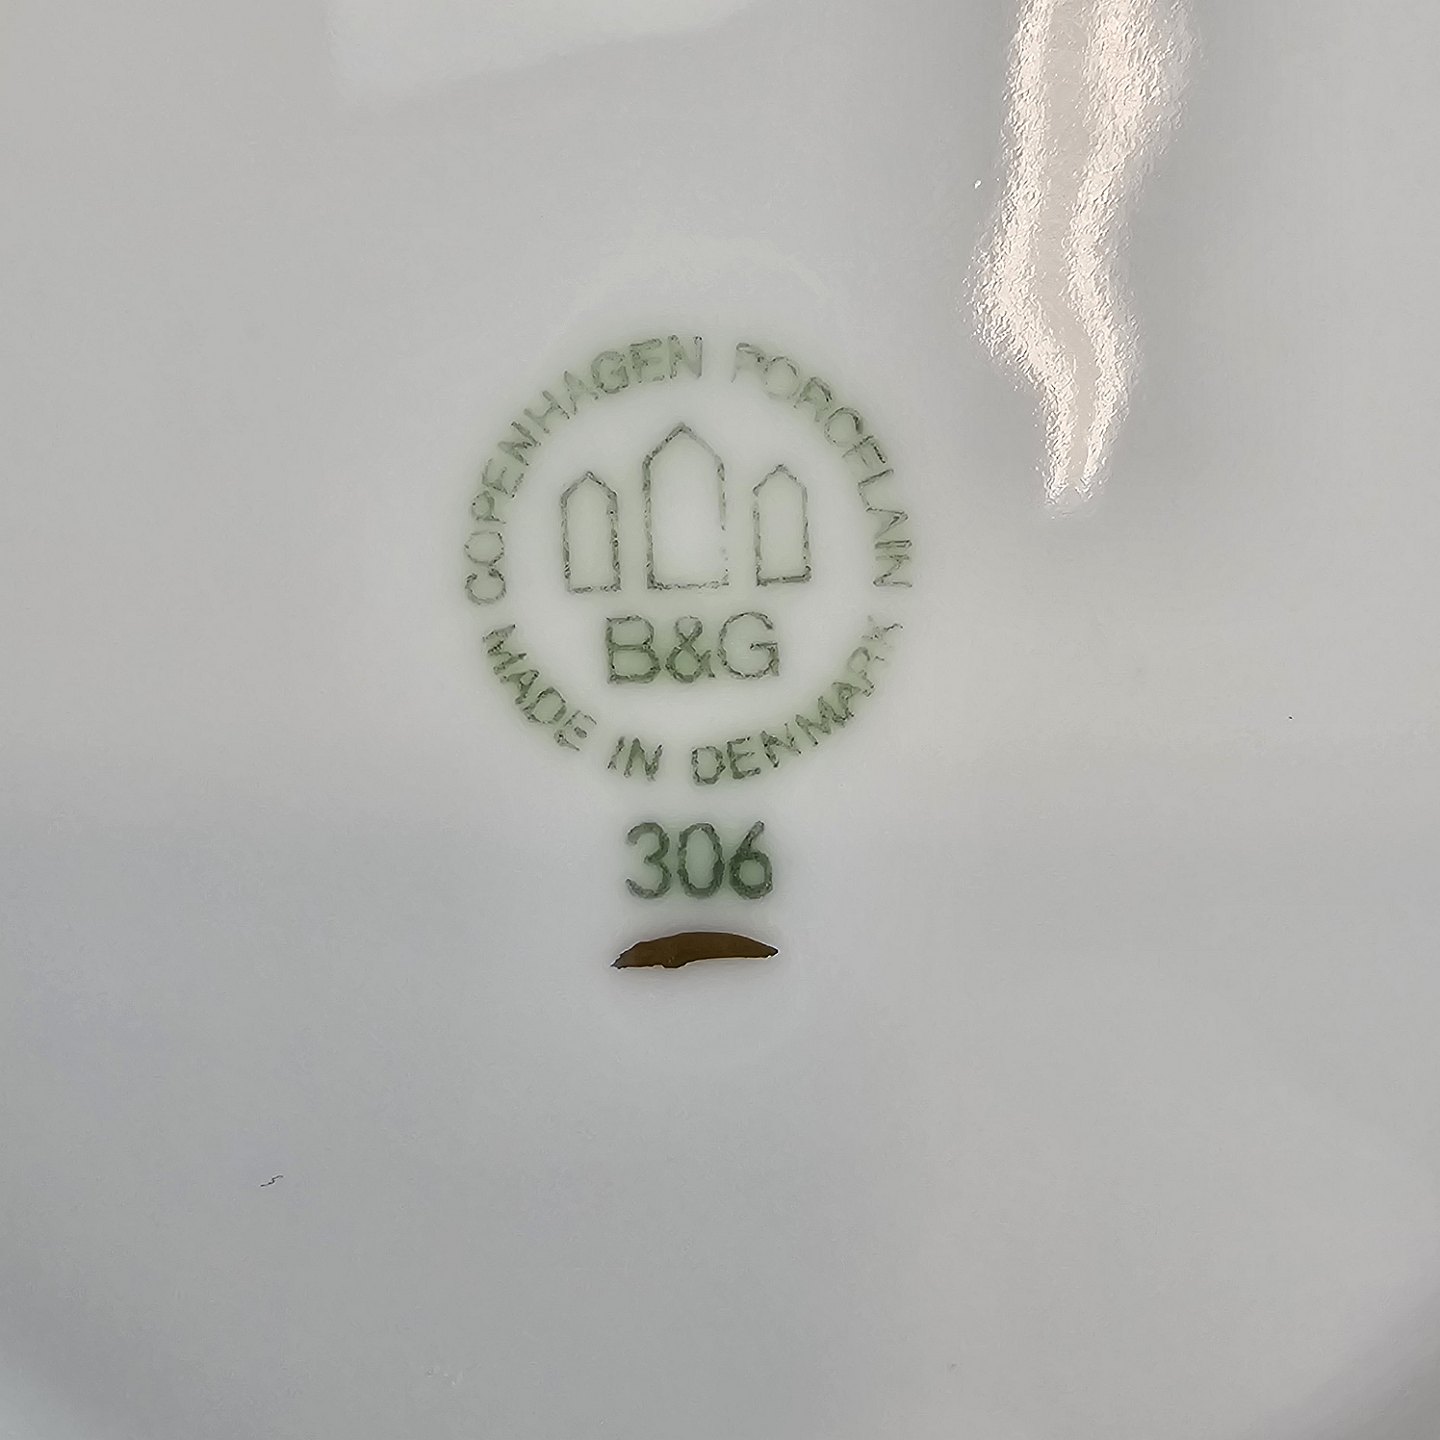 COPENHAGEN PORCELAIN
B&G
MADE IN DENMARK
306